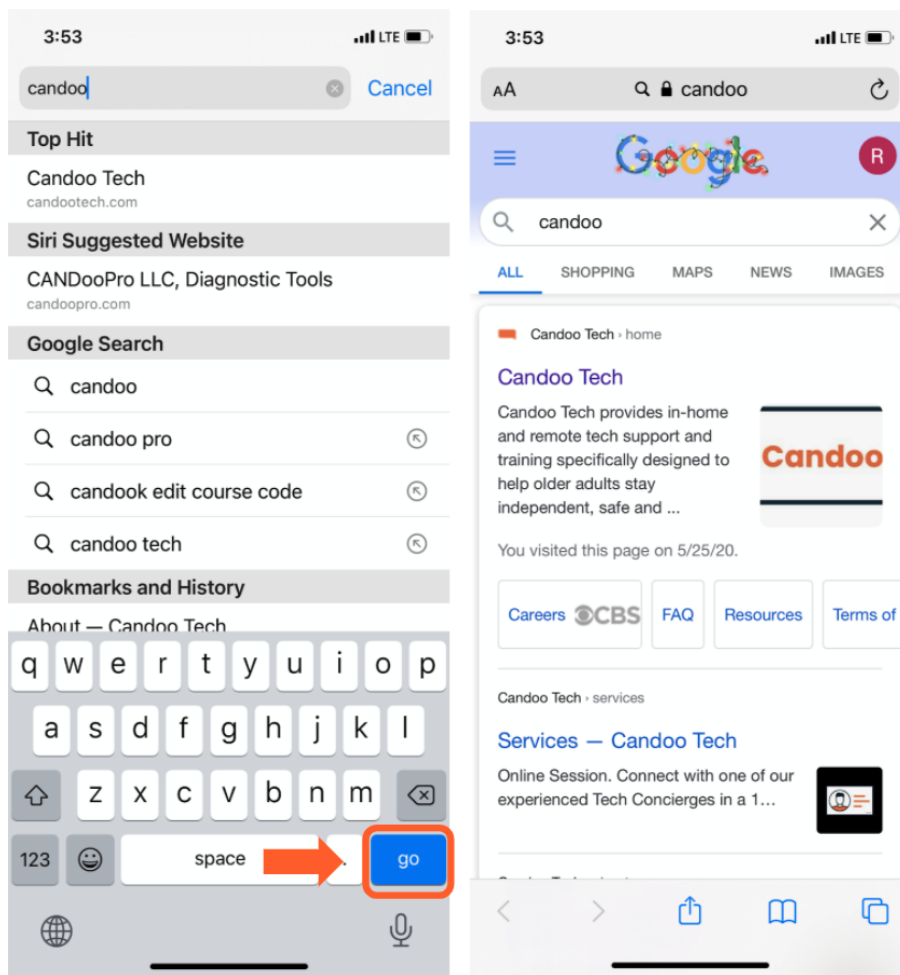 3:53
LTE
candoo
Cancel
Top Hit
Candoo Tech
candootech.com
Siri Suggested Website
CANDooPro LLC, Diagnostic Tools
candoopro.com
Google Search
candoo
candoo pro
candook edit course code
candoo tech
Bookmarks and History
About — Candoo Tech
q w e r t y u i o p
a s d f g h j k l
z x c v b n m
123
space
.
go
3:53
LTE
AA
candoo
Google
R
candoo
ALL SHOPPING MAPS NEWS IMAGES
Candoo Tech › home
Candoo Tech
Candoo Tech provides in-home
and remote tech support and
training specifically designed to
help older adults stay
independent, safe and ...
Candoo
You visited this page on 5/25/20.
Careers CBS FAQ Resources Terms of
Candoo Tech › services
Services — Candoo Tech
Online Session. Connect with one of our
experienced Tech Concierges in a 1...